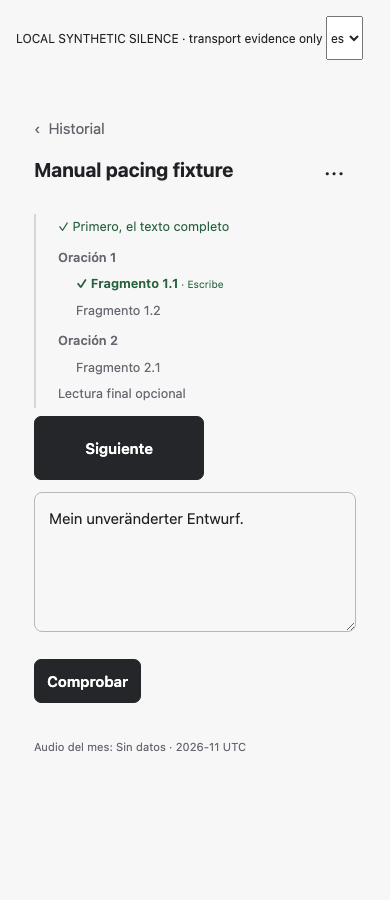 LOCAL SYNTHETIC SILENCE · transport evidence only es
‹ Historial
Manual pacing fixture ...
✓ Primero, el texto completo
Oración 1
✓ Fragmento 1.1 · Escribe
Fragmento 1.2
Oración 2
Fragmento 2.1
Lectura final opcional
Siguiente
Mein unveränderter Entwurf.
Comprobar
Audio del mes: Sin datos · 2026-11 UTC